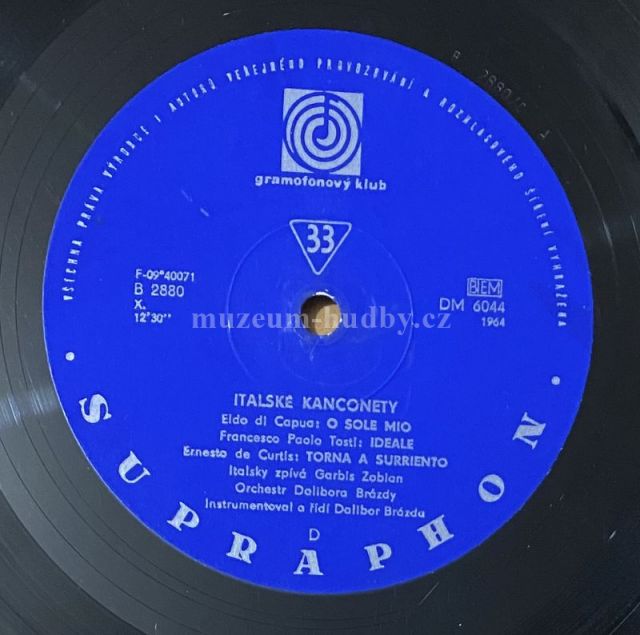 VŠECHNA PRÁVA VÝROBCE I AUTORŮ VEŘEJNÉHO PROVOZOVÁNÍ A ROZHLASOVÉHO ŠÍŘENÍ VYHRAŽENA
gramofonový klub
33
F-09*40071
B 2880
X.
12'30''
BIEM
DM 6044
1964
muzeum-hudby.cz
ITALSKÉ KANCONETY
Eldo di Capua: O SOLE MIO
Francesco Paolo Tosti: IDEALE
Ernesto de Curtis: TORNA A SURRIENTO
Italsky zpívá Garbis Zobian
Orchestr Dalibora Brázdy
Instrumentoval a řídí Dalibor Brázda
D
SUPRAPHON